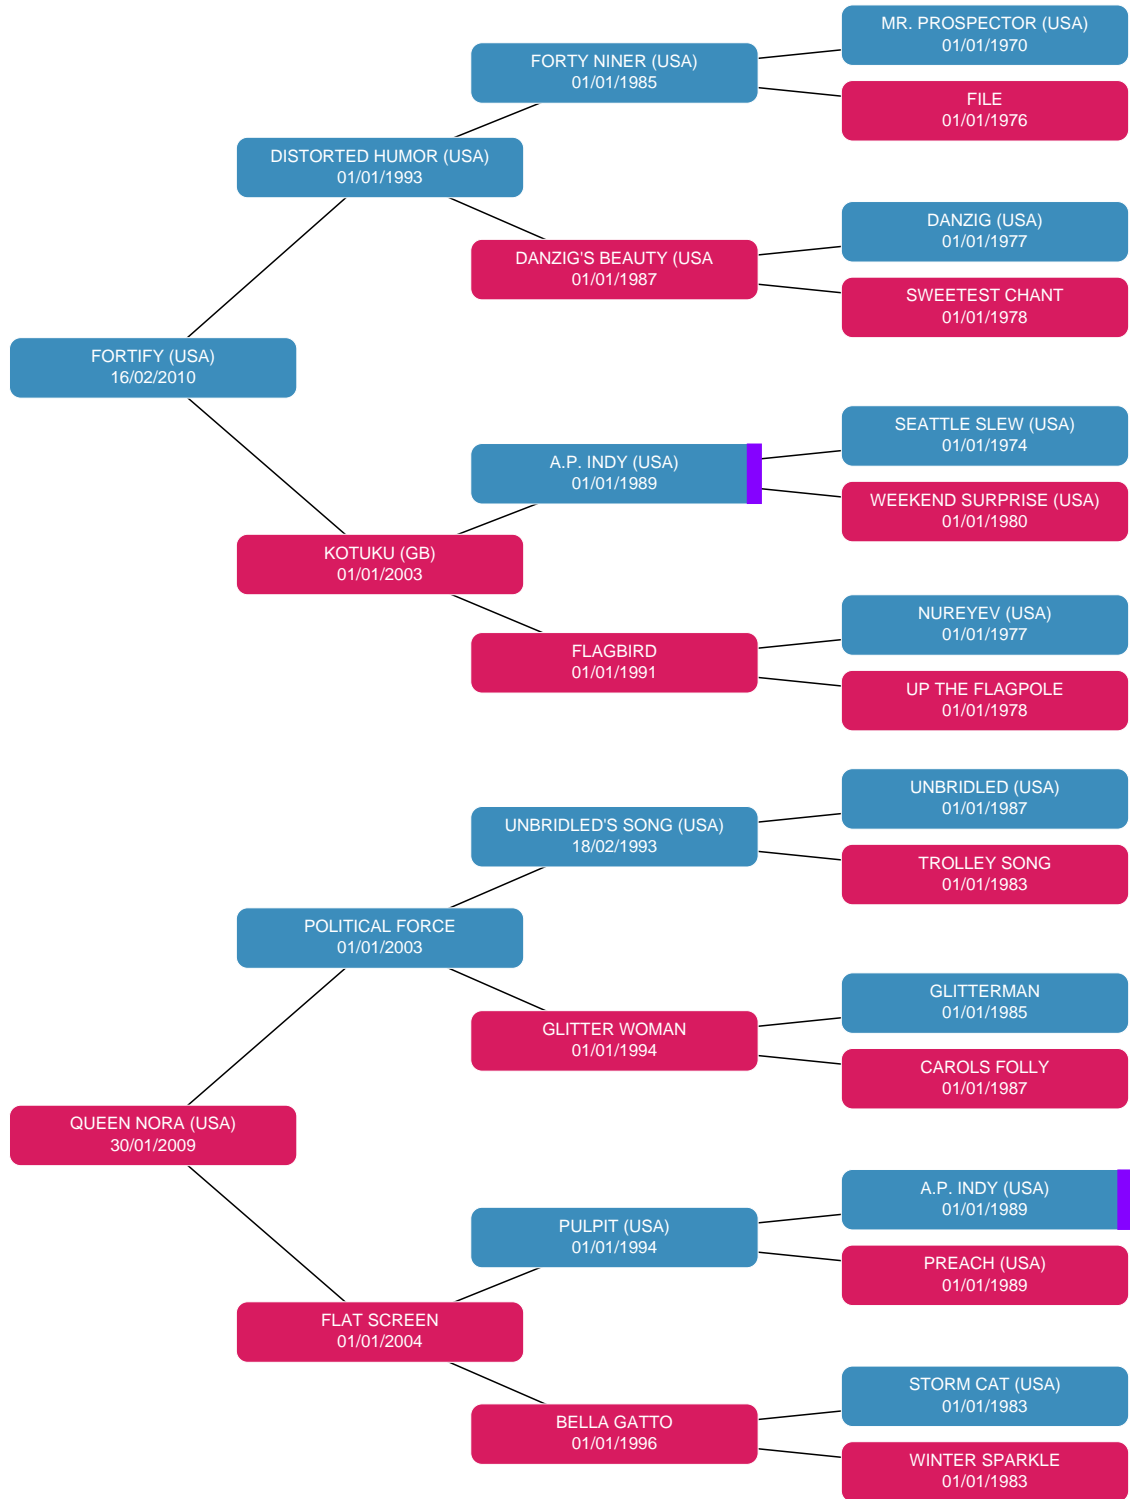 MR. PROSPECTOR (USA)
01/01/1970
FORTY NINER (USA)
01/01/1985
FILE
01/01/1976
DISTORTED HUMOR (USA)
01/01/1993
DANZIG (USA)
01/01/1977
DANZIG'S BEAUTY (USA
01/01/1987
SWEETEST CHANT
01/01/1978
FORTIFY (USA)
16/02/2010
SEATTLE SLEW (USA)
01/01/1974
A.P. INDY (USA)
01/01/1989
WEEKEND SURPRISE (USA)
01/01/1980
KOTUKU (GB)
01/01/2003
NUREYEV (USA)
01/01/1977
FLAGBIRD
01/01/1991
UP THE FLAGPOLE
01/01/1978
UNBRIDLED (USA)
01/01/1987
UNBRIDLED'S SONG (USA)
18/02/1993
TROLLEY SONG
01/01/1983
POLITICAL FORCE
01/01/2003
GLITTERMAN
01/01/1985
GLITTER WOMAN
01/01/1994
CAROLS FOLLY
01/01/1987
QUEEN NORA (USA)
30/01/2009
A.P. INDY (USA)
01/01/1989
PULPIT (USA)
01/01/1994
PREACH (USA)
01/01/1989
FLAT SCREEN
01/01/2004
STORM CAT (USA)
01/01/1983
BELLA GATTO
01/01/1996
WINTER SPARKLE
01/01/1983